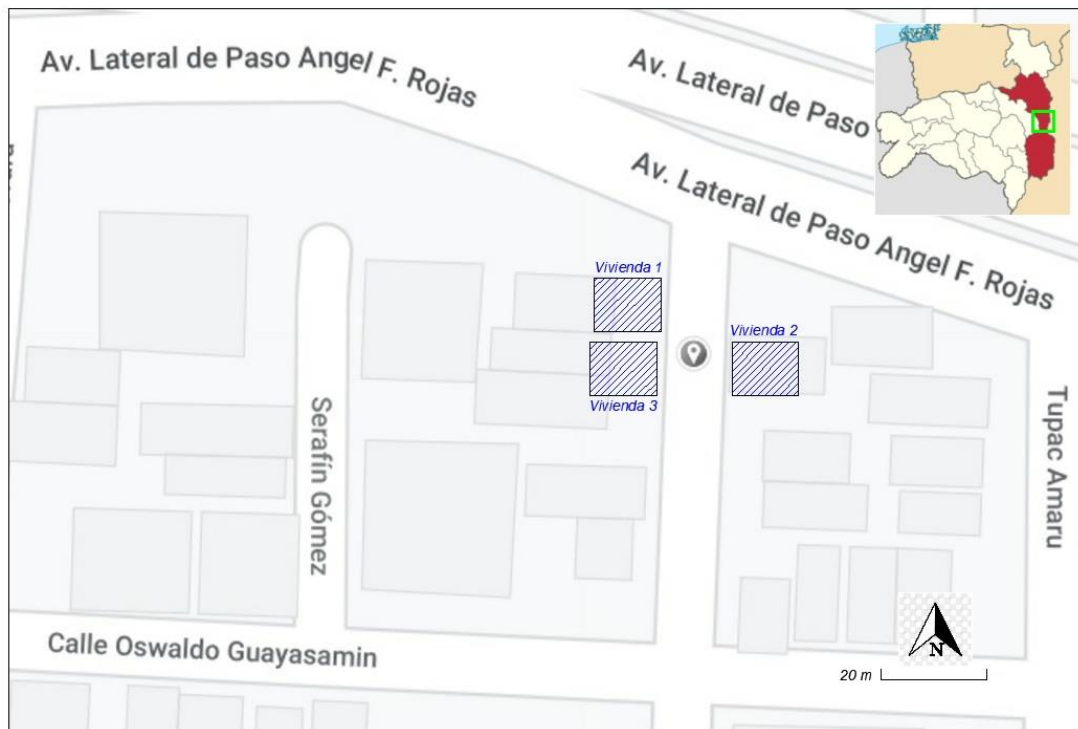 Av. Lateral de Paso Angel F. Rojas
Av. Lateral de Paso
Av. Lateral de Paso Angel F. Rojas
Vivienda 1
Vivienda 2
Vivienda 3
Serafín Gómez
Tupac Amaru
Calle Oswaldo Guayasamin
N
20 m